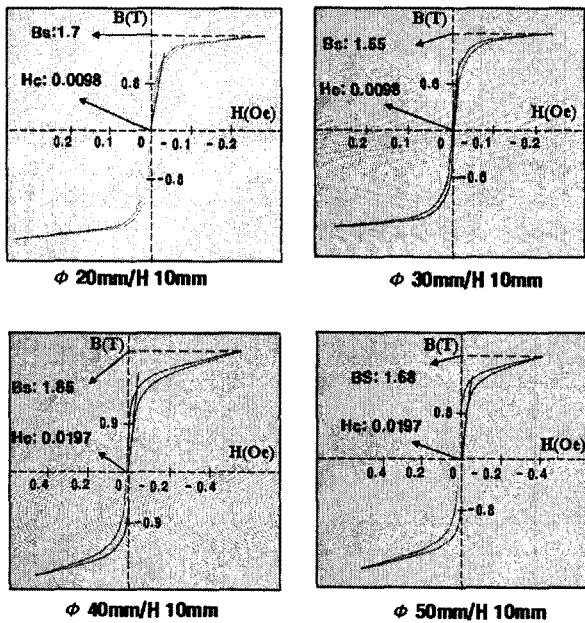 B(T)
Bs:1.7
0.8
Hc: 0.0098
H(Oe)
0.2 0.1 0 -0.1 -0.2
-0.8
Φ 20mm/H 10mm
B(T)
Bs: 1.55
Hc: 0.0098
H(Oe)
0.2 0.1 0 -0.1 -0.2
Φ 30mm/H 10mm
B(T)
Bs: 1.85
0.9
Hc: 0.0197
H(Oe)
0.4 0.2 0 -0.2 -0.4
-0.9
Φ 40mm/H 10mm
B(T)
BS: 1.68
0.8
Hc: 0.0197
H(Oe)
0.4 0.2 0 -0.2 -0.4
-0.8
Φ 50mm/H 10mm